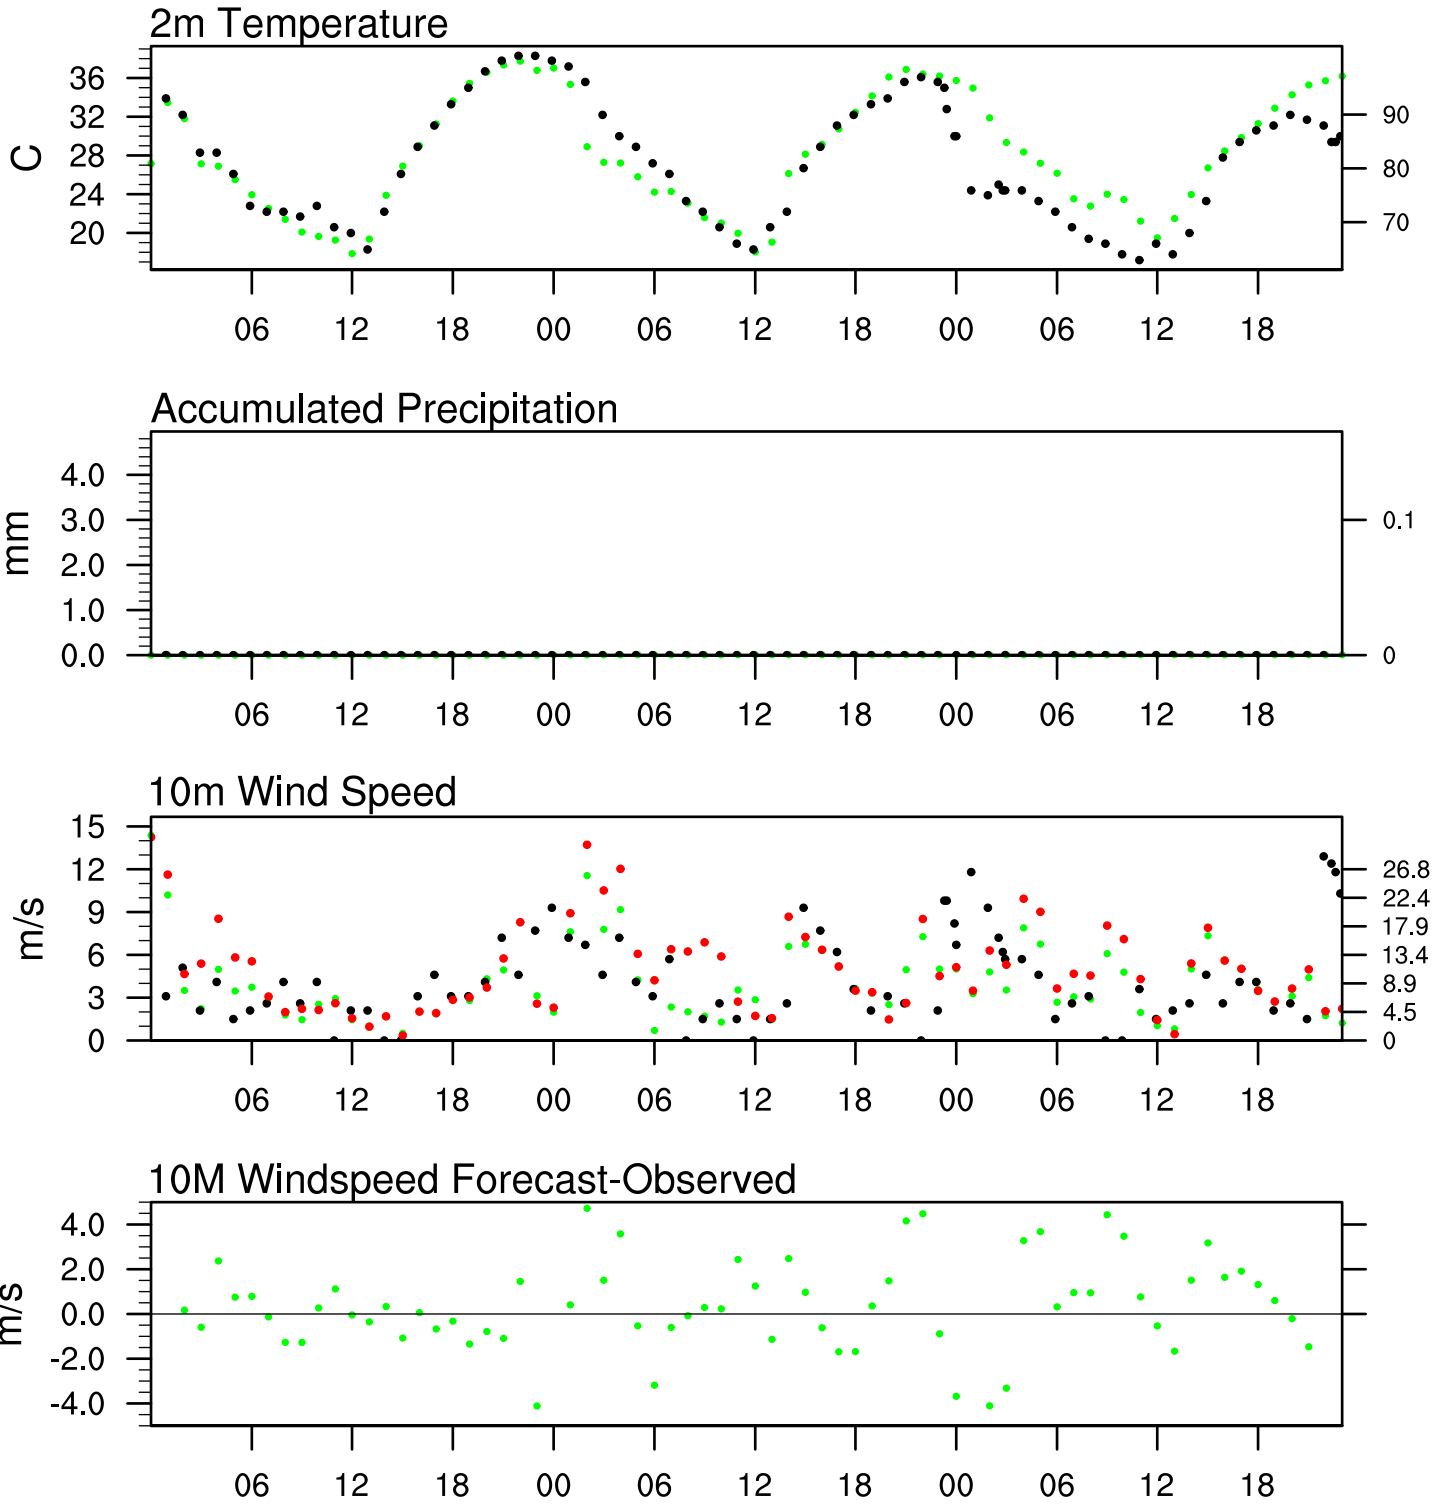 2m Temperature
C
36
32
28
24
20
90
80
70
06 12 18 00 06 12 18 00 06 12 18
Accumulated Precipitation
mm
4.0
3.0
2.0
1.0
0.0
0.1
0
06 12 18 00 06 12 18 00 06 12 18
10m Wind Speed
m/s
15
12
9
6
3
0
26.8
22.4
17.9
13.4
8.9
4.5
0
06 12 18 00 06 12 18 00 06 12 18
10M Windspeed Forecast-Observed
m/s
4.0
2.0
0.0
-2.0
-4.0
06 12 18 00 06 12 18 00 06 12 18